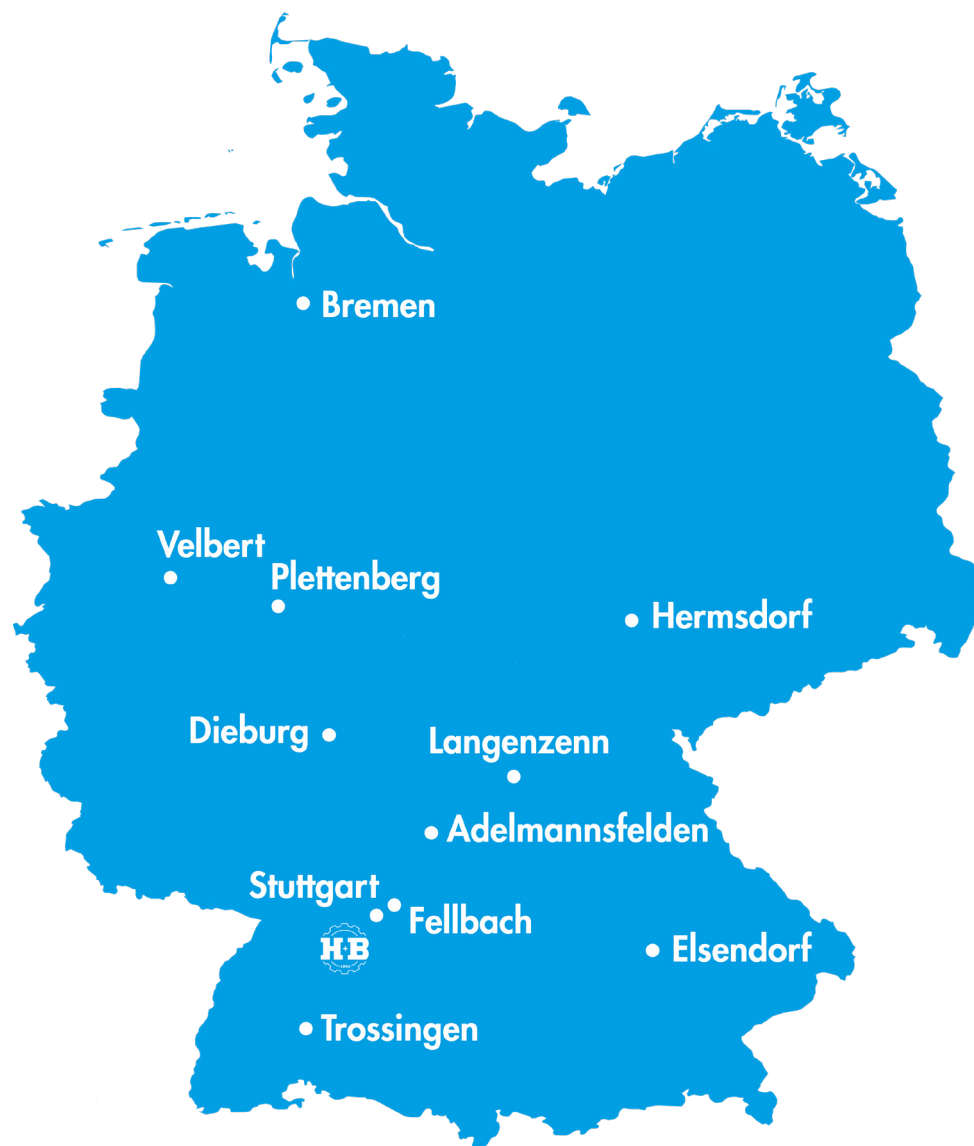 Bremen
Velbert
Plettenberg
Hermsdorf
Dieburg
Langenzenn
Adelmannsfelden
Stuttgart
Fellbach
H+B
Elsendorf
Trossingen